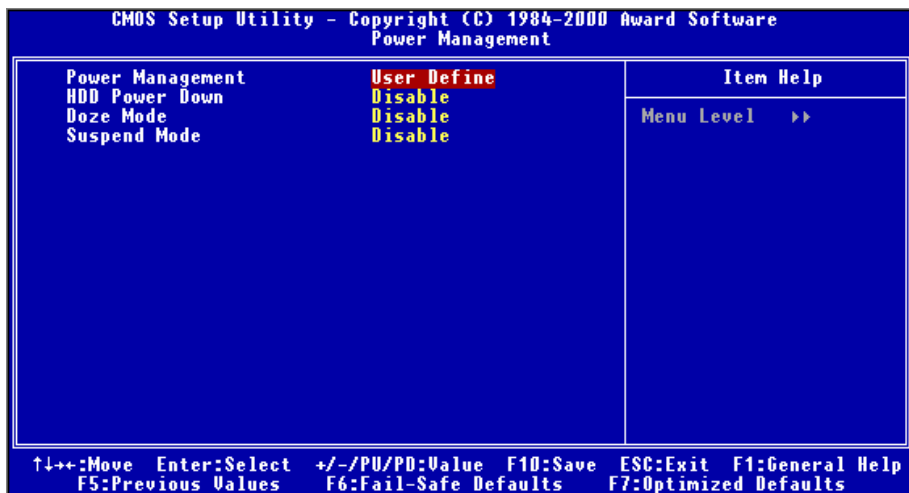 CMOS Setup Utility - Copyright (C) 1984-2000 Award Software
Power Management
Power Management User Define
HDD Power Down Disable
Doze Mode Disable
Suspend Mode Disable
Item Help
Menu Level ▸▸
↑↓→←:Move Enter:Select +/-/PU/PD:Value F10:Save ESC:Exit F1:General Help
F5:Previous Values F6:Fail-Safe Defaults F7:Optimized Defaults